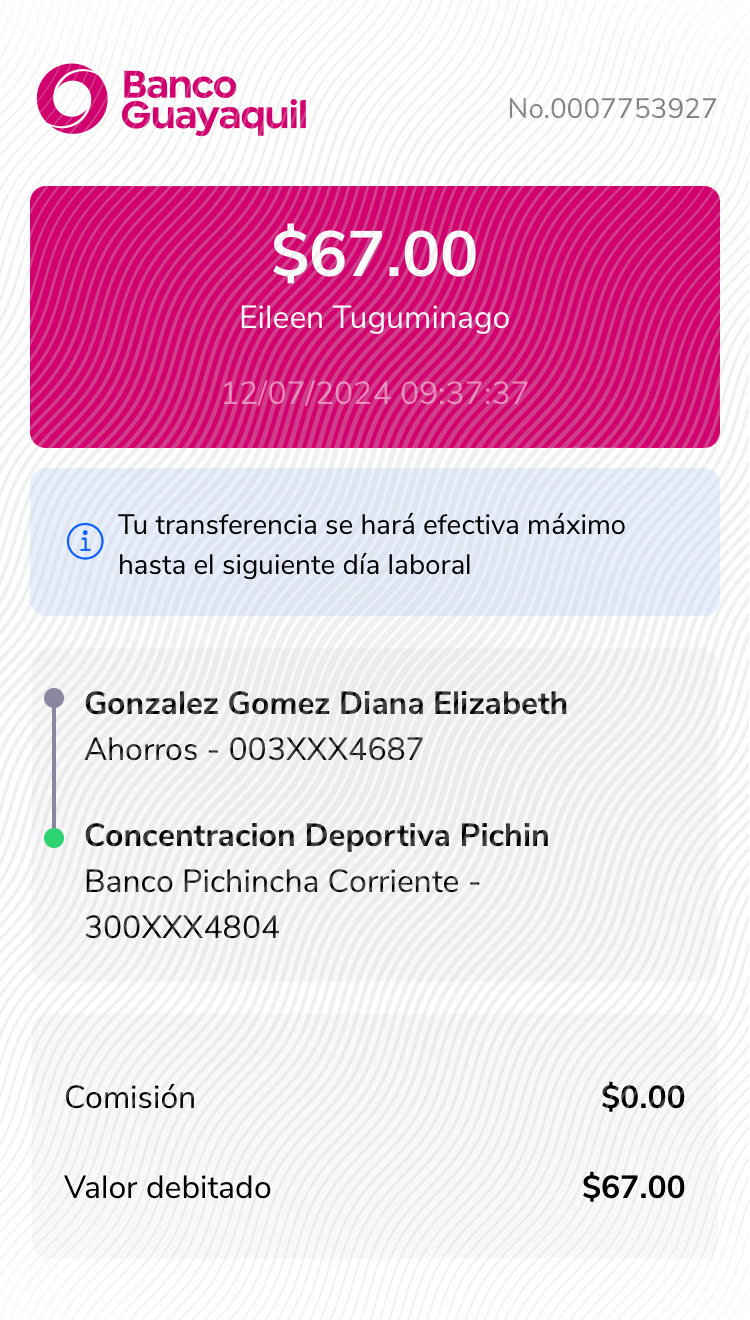 Banco
Guayaquil
No.0007753927
$67.00
Eileen Tuguminago
12/07/2024 09:37:37
Tu transferencia se hará efectiva máximo
hasta el siguiente día laboral
Gonzalez Gomez Diana Elizabeth
Ahorros - 003XXX4687
Concentracion Deportiva Pichin
Banco Pichincha Corriente -
300XXX4804
Comisión $0.00
Valor debitado $67.00